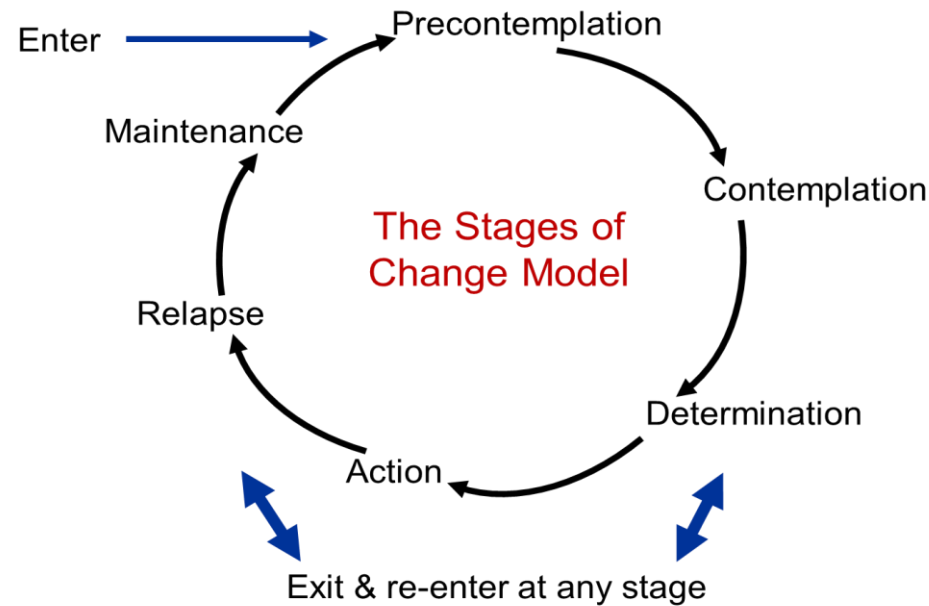 Enter
Precontemplation
Maintenance
Contemplation
The Stages of
Change Model
Relapse
Determination
Action
Exit & re-enter at any stage